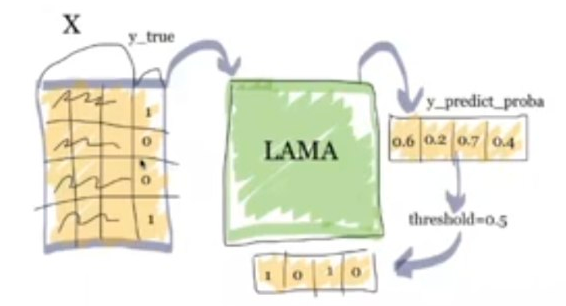 X
y_true
1
0
0
1
LAMA
y_predict_proba
0.6 0.2 0.7 0.4
threshold=0.5
1 0 1 0